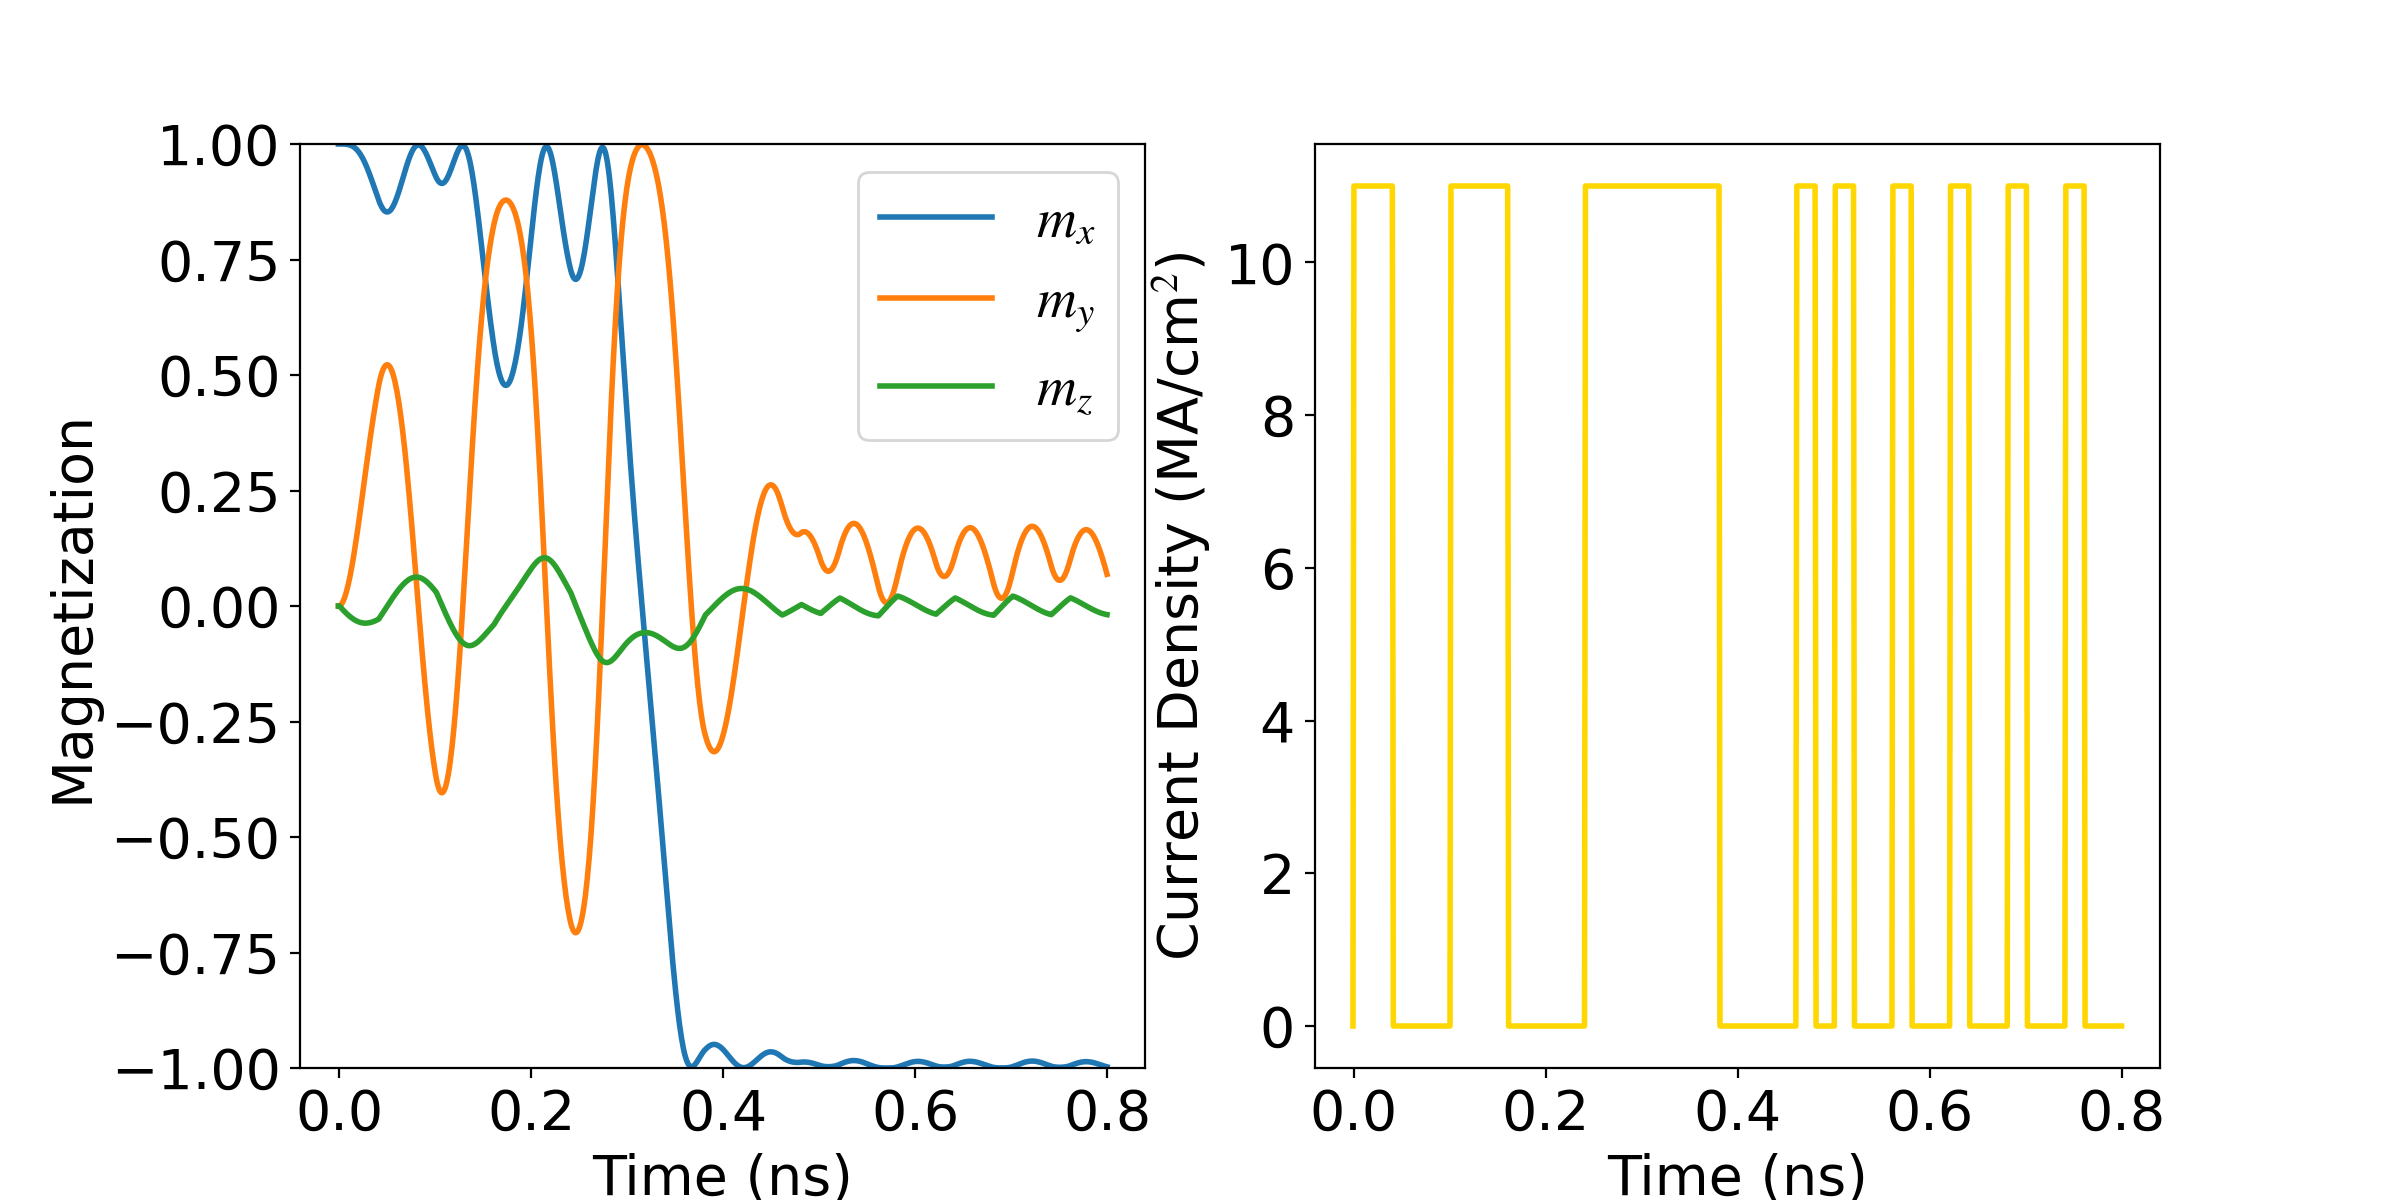 Magnetization
1.00
0.75
0.50
0.25
0.00
−0.25
−0.50
−0.75
−1.00
0.0 0.2 0.4 0.6 0.8
Time (ns)
m_x
m_y
m_z
Current Density (MA/cm²)
10
8
6
4
2
0
0.0 0.2 0.4 0.6 0.8
Time (ns)